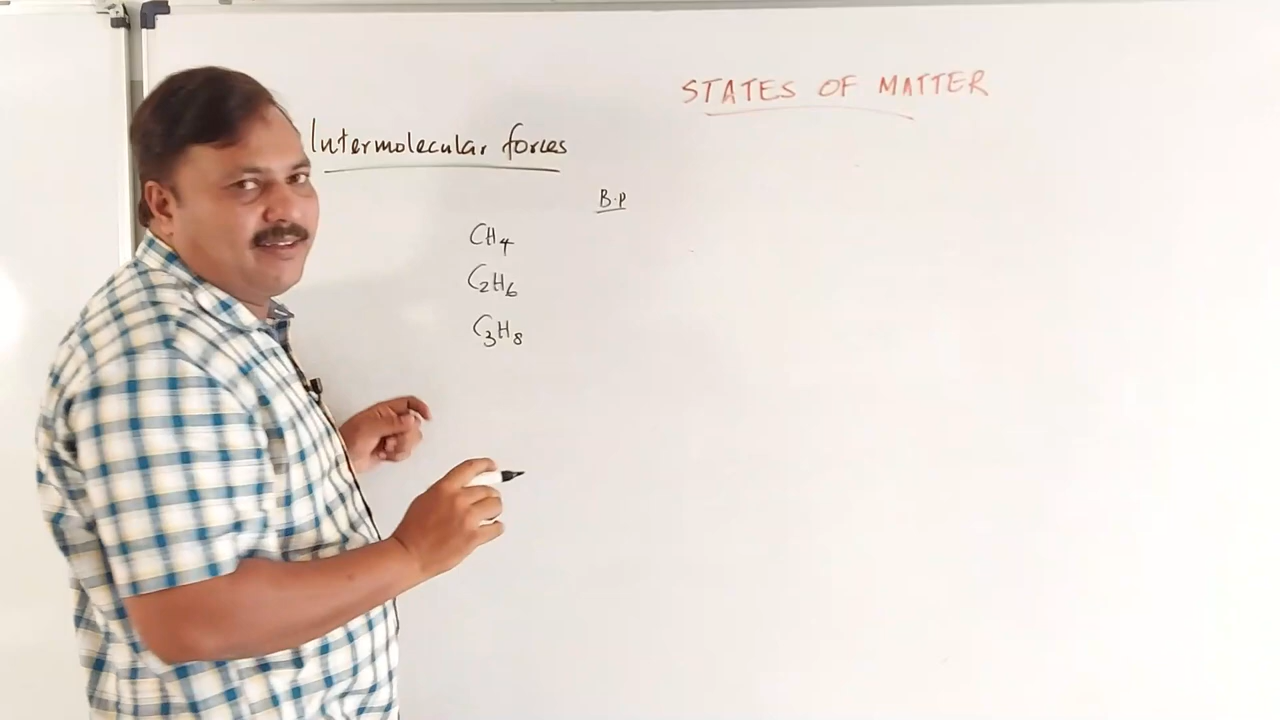 STATES OF MATTER
Intermolecular forces
B.p
CH₄
C₂H₆
C₃H₈